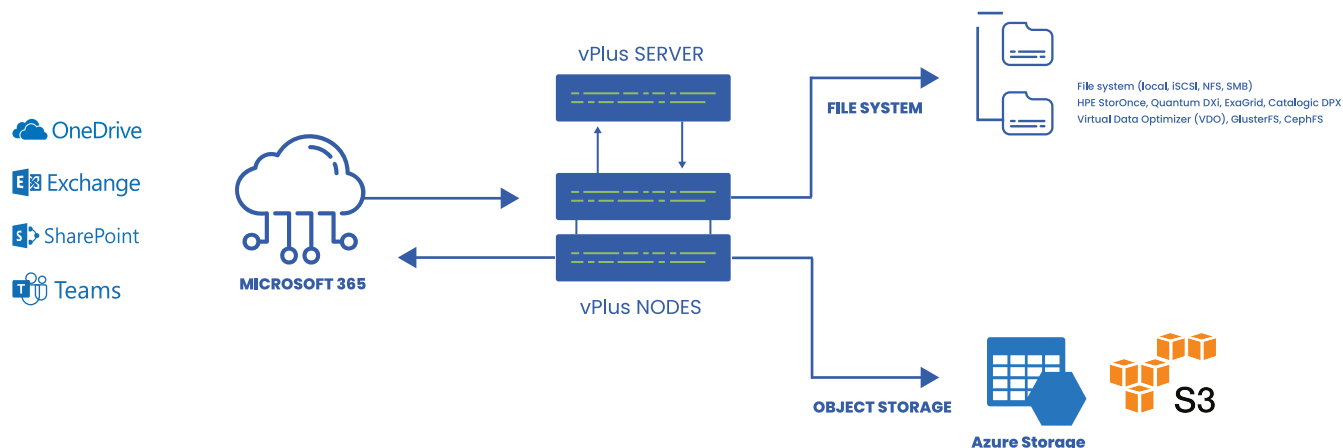 OneDrive
E Exchange
S SharePoint
T Teams
MICROSOFT 365
vPlus SERVER
vPlus NODES
FILE SYSTEM
File system (local, iSCSI, NFS, SMB)
HPE StorOnce, Quantum DXi, ExaGrid, Catalogic DPX
Virtual Data Optimizer (VDO), GlusterFS, CephFS
OBJECT STORAGE
Azure Storage
S3